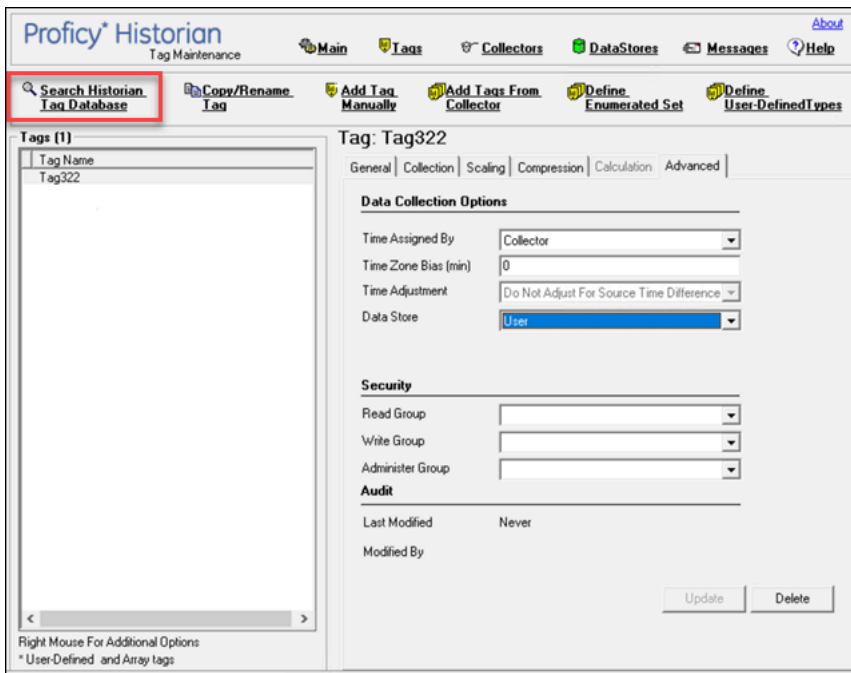 About
Proficy* Historian
Tag Maintenance
Main
Tags
Collectors
DataStores
Messages
Help
Search Historian
Tag Database
Copy/Rename
Tag
Add Tag
Manually
Add Tags From
Collector
Define
Enumerated Set
Define
User-DefinedTypes
Tags (1)
Tag Name
Tag322
Right Mouse For Additional Options
* User-Defined and Array tags
Tag: Tag322
General Collection Scaling Compression Calculation Advanced
Data Collection Options
Time Assigned By Collector
Time Zone Bias (min) 0
Time Adjustment Do Not Adjust For Source Time Difference
Data Store User
Security
Read Group
Write Group
Administer Group
Audit
Last Modified Never
Modified By
Update Delete